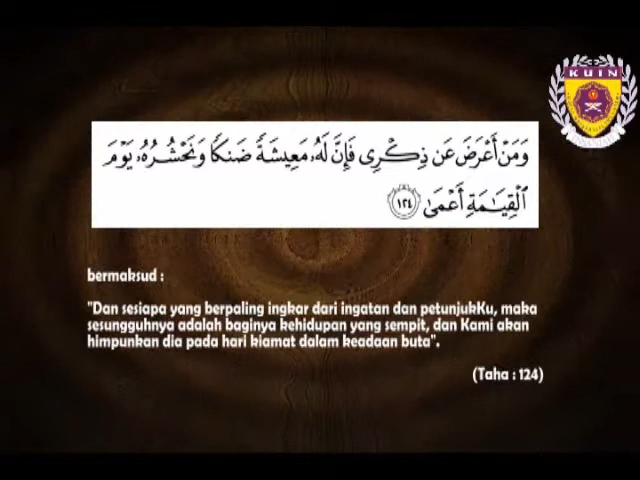 KUIN
وَمَنْ أَعْرَضَ عَن ذِكْرِى فَإِنَّ لَهُۥ مَعِيشَةً ضَنكًا وَنَحْشُرُهُۥ يَوْمَ
ٱلْقِيَـٰمَةِ أَعْمَىٰ ١٢٤
bermaksud :
"Dan sesiapa yang berpaling ingkar dari ingatan dan petunjukKu, maka
sesungguhnya adalah baginya kehidupan yang sempit, dan Kami akan
himpunkan dia pada hari kiamat dalam keadaan buta".
(Taha : 124)